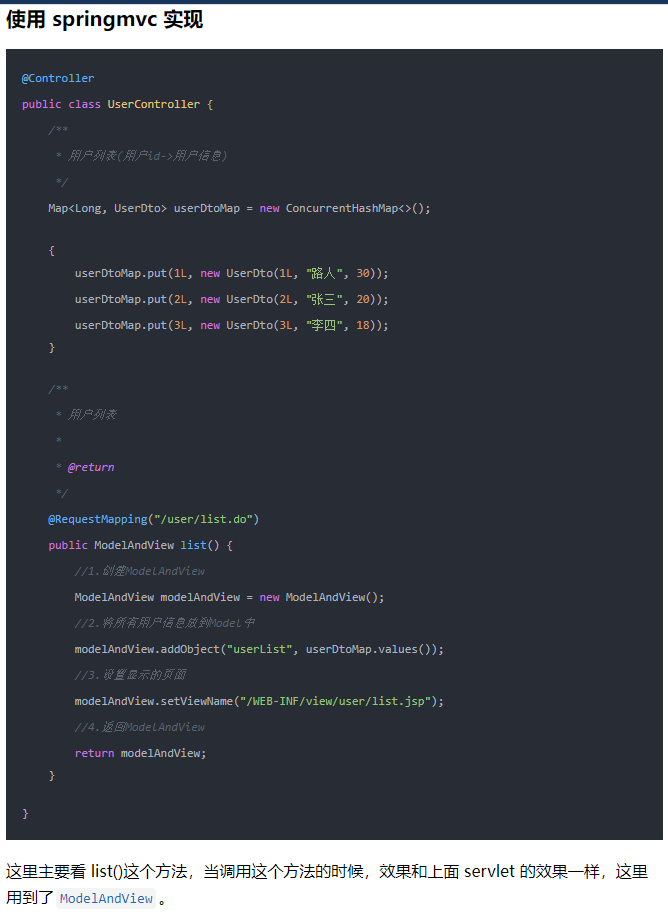 使用 springmvc 实现
@Controller
public class UserController {
/**
* 用户列表(用户id->用户信息)
*/
Map<Long, UserDto> userDtoMap = new ConcurrentHashMap<>();
{
userDtoMap.put(1L, new UserDto(1L, "路人", 30));
userDtoMap.put(2L, new UserDto(2L, "张三", 20));
userDtoMap.put(3L, new UserDto(3L, "李四", 18));
}
/**
* 用户列表
*
* @return
*/
@RequestMapping("/user/list.do")
public ModelAndView list() {
//1.创建ModelAndView
ModelAndView modelAndView = new ModelAndView();
//2.将所有用户信息放到Model中
modelAndView.addObject("userList", userDtoMap.values());
//3.设置显示的页面
modelAndView.setViewName("/WEB-INF/view/user/list.jsp");
//4.返回ModelAndView
return modelAndView;
}
}
这里主要看 list()这个方法，当调用这个方法的时候，效果和上面 servlet 的效果一样，这里
用到了 ModelAndView 。